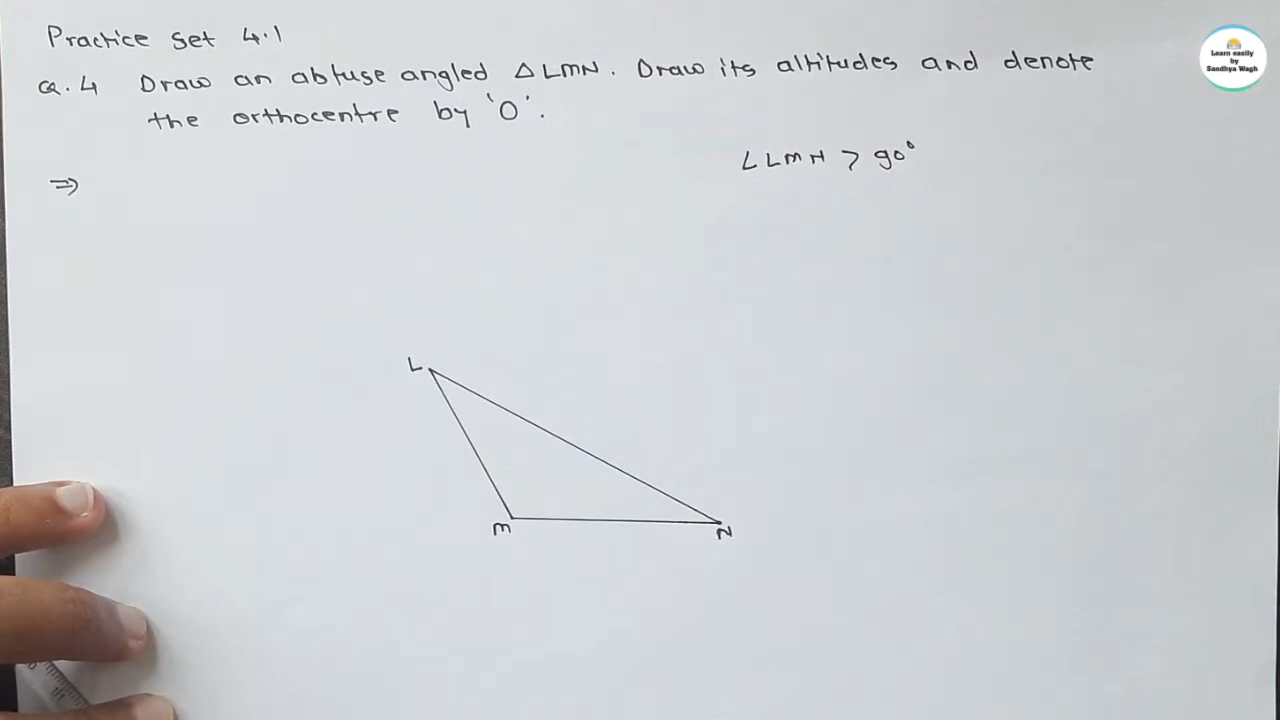 Practice set 4.1
Q.4 Draw an obtuse angled △LMN. Draw its altitudes and denote
the orthocentre by 'O'.
∠LMN > 90°
⇒
L
M
N
Learn easily
by
Sandhya Wagh